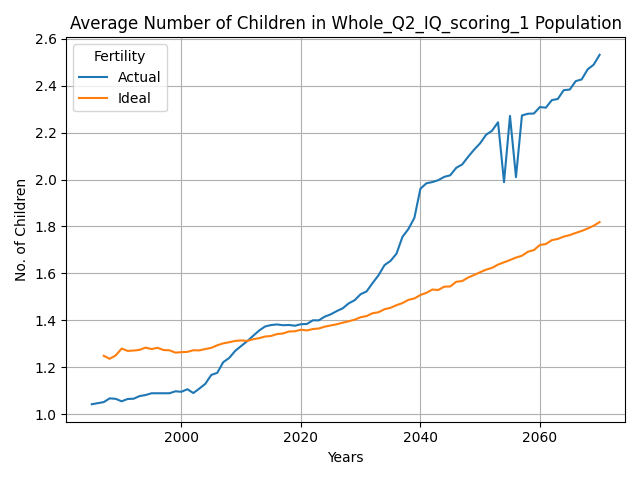 Average Number of Children in Whole_Q2_IQ_scoring_1 Population
Fertility
Actual
Ideal
2.6
2.4
2.2
2.0
1.8
1.6
1.4
1.2
1.0
No. of Children
2000
2020
2040
2060
Years